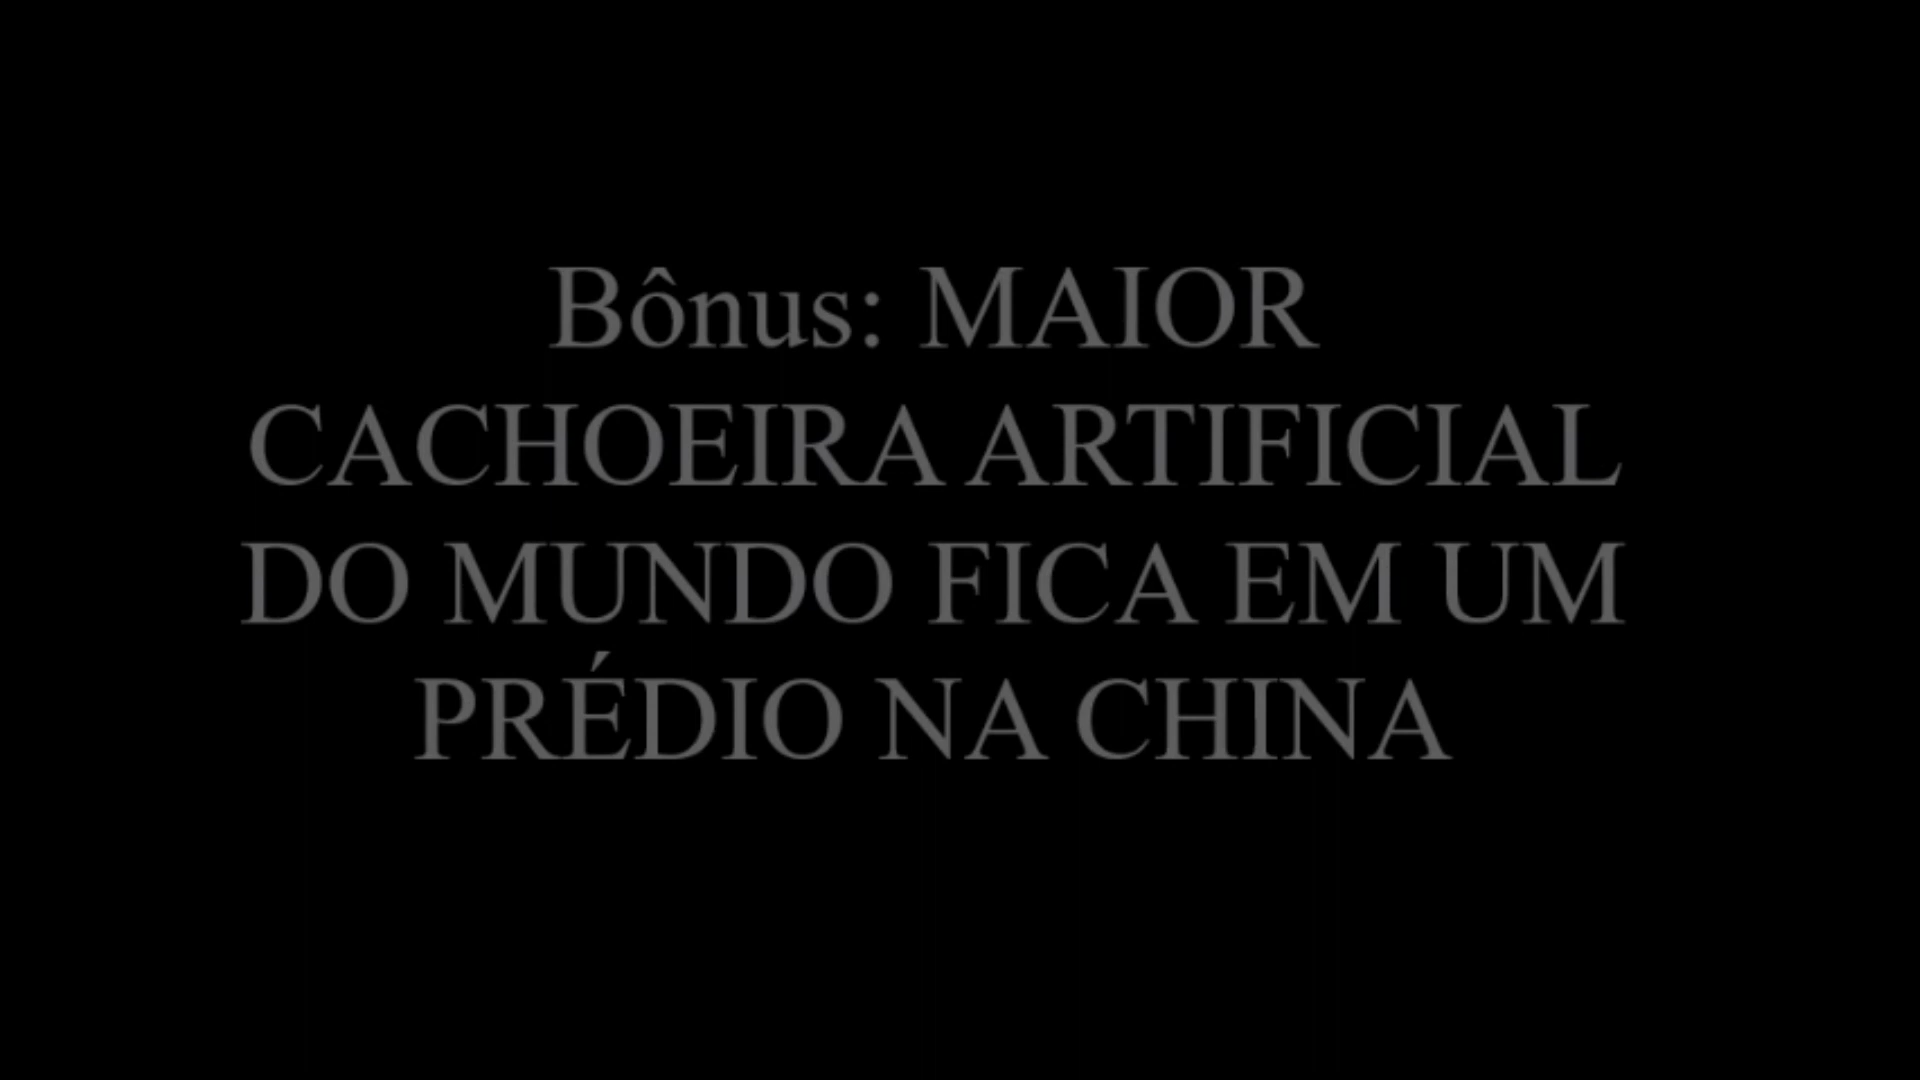 Bônus: MAIOR
CACHOEIRA ARTIFICIAL
DO MUNDO FICA EM UM
PRÉDIO NA CHINA